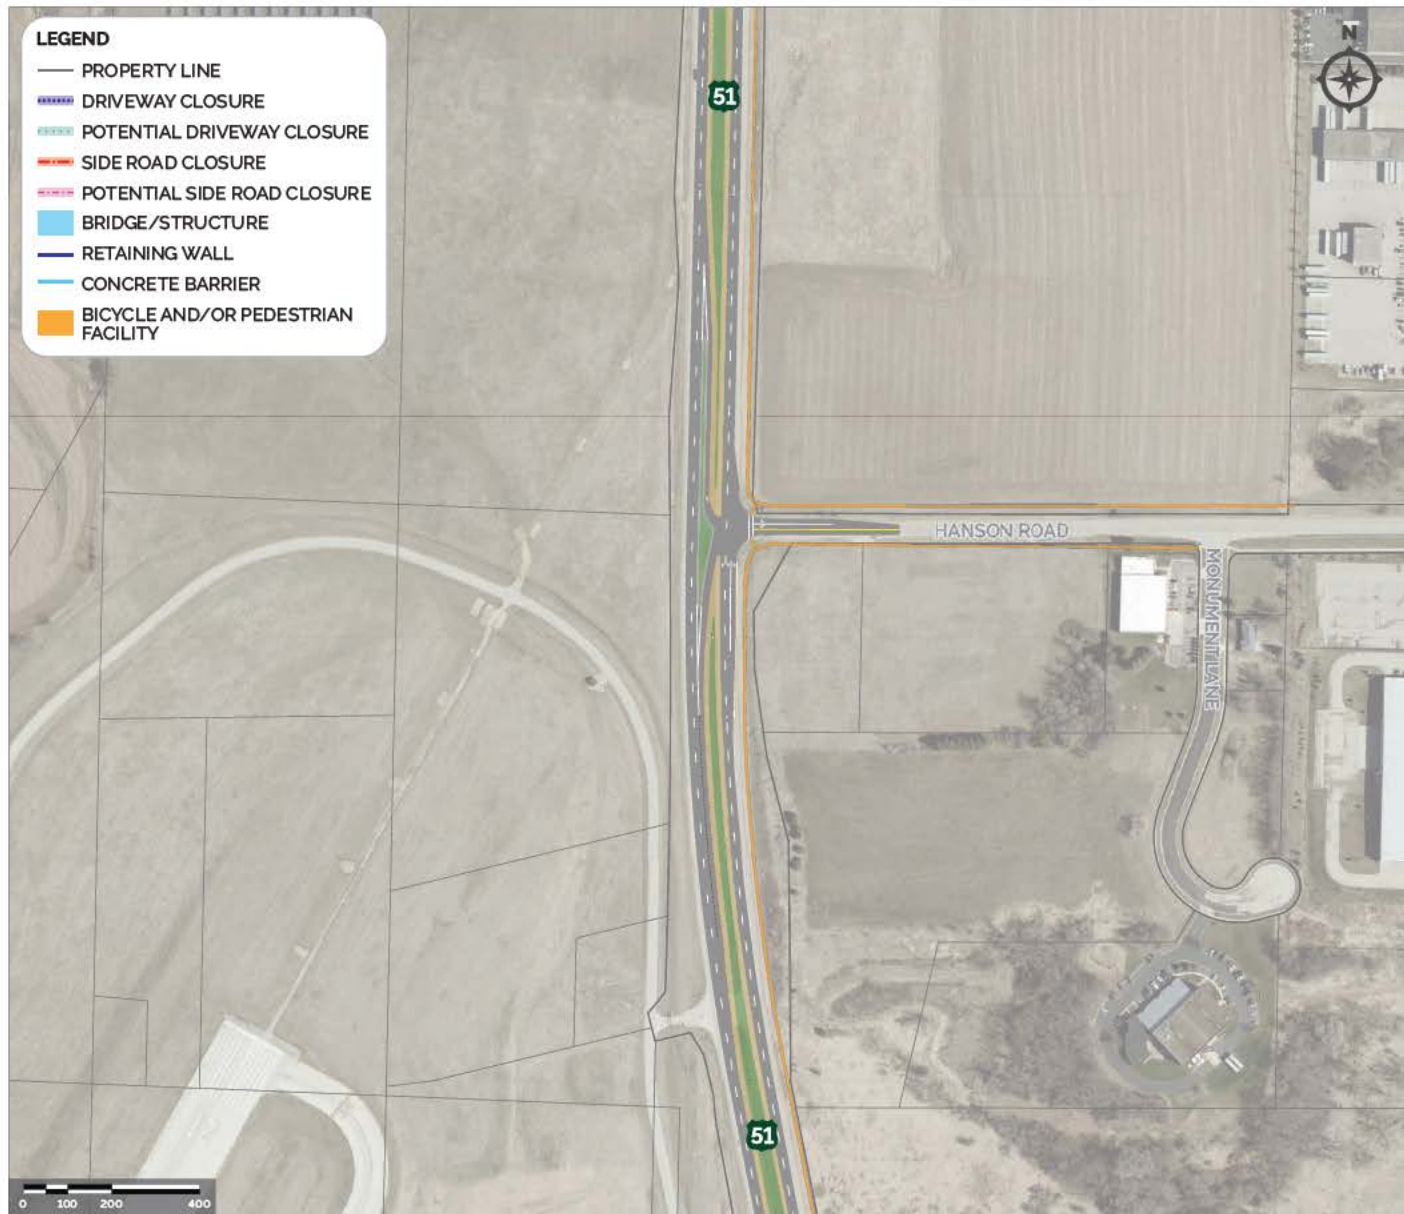 LEGEND
PROPERTY LINE
DRIVEWAY CLOSURE
POTENTIAL DRIVEWAY CLOSURE
SIDE ROAD CLOSURE
POTENTIAL SIDE ROAD CLOSURE
BRIDGE/STRUCTURE
RETAINING WALL
CONCRETE BARRIER
BICYCLE AND/OR PEDESTRIAN
FACILITY
N
51
HANSON ROAD
MONUMENT LANE
51
0 100 200 400